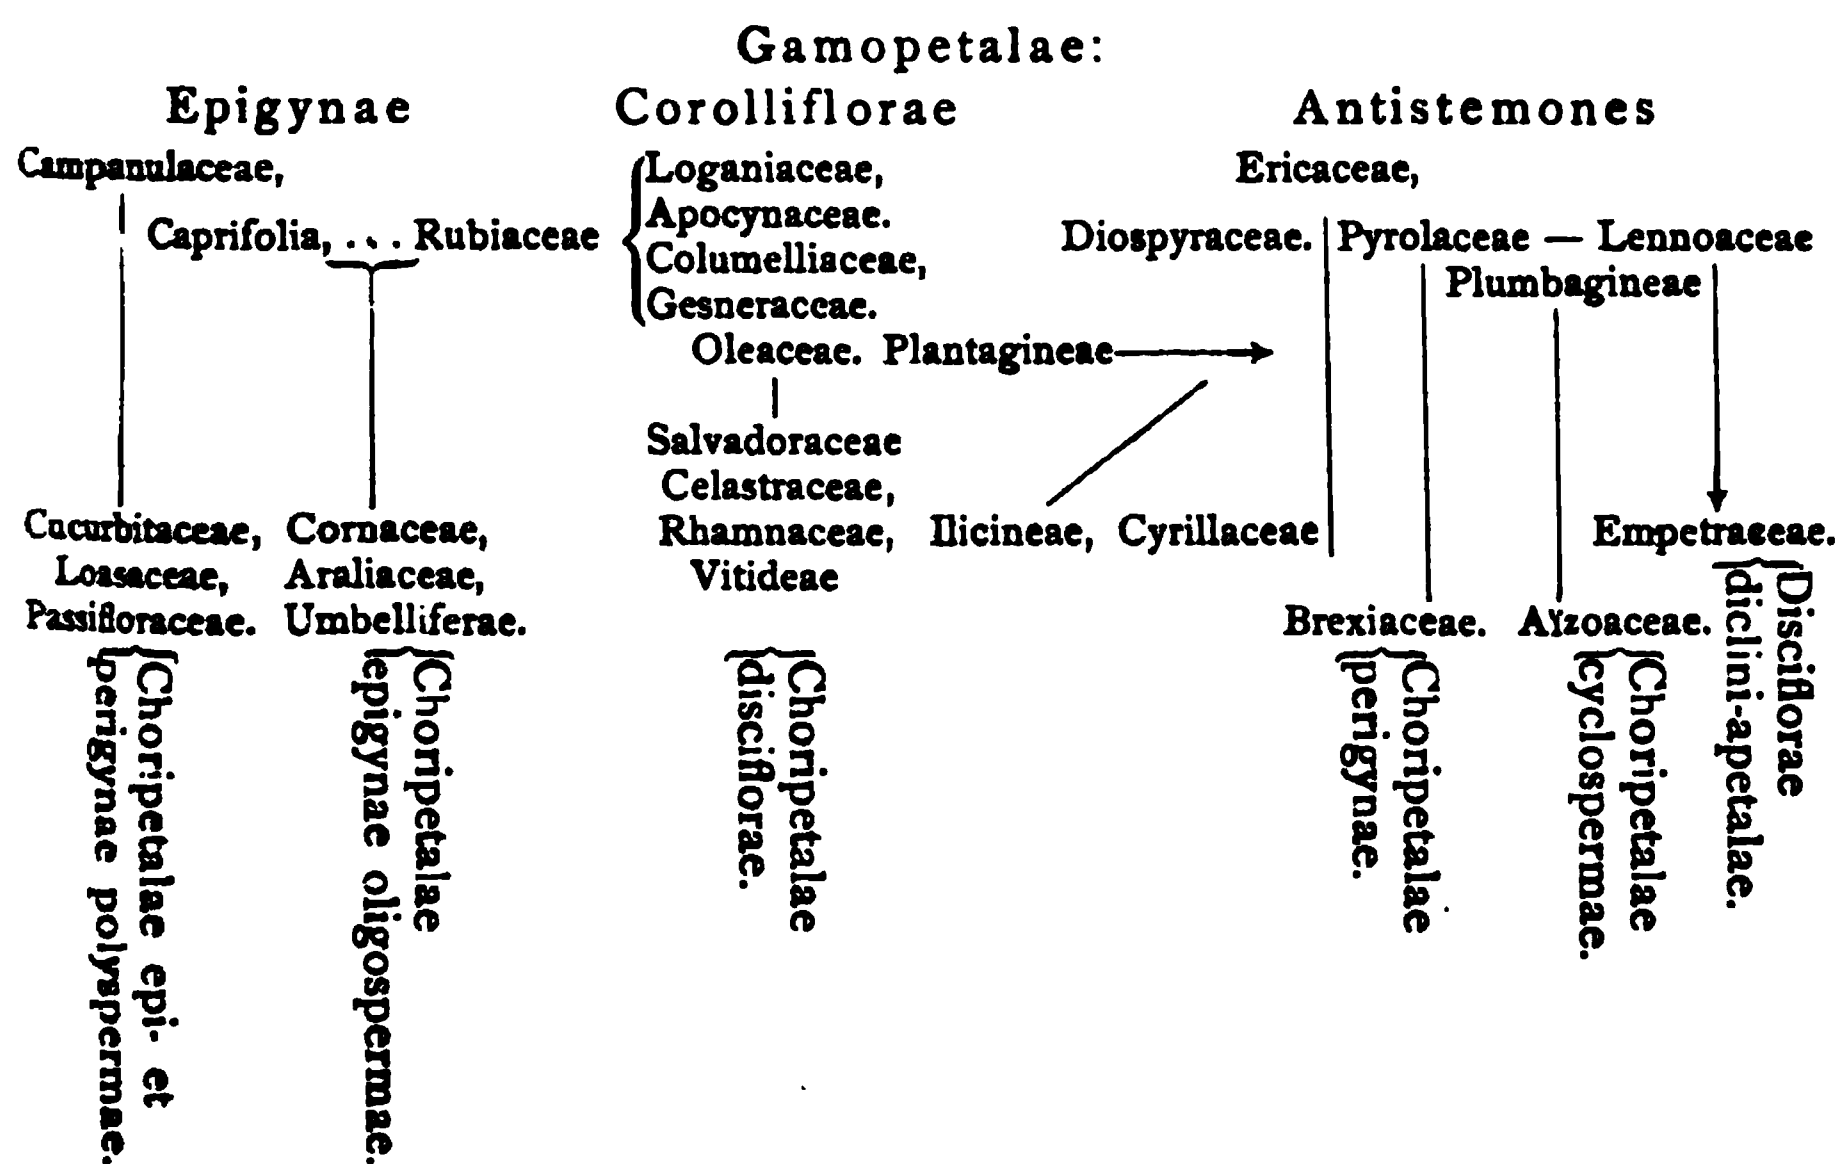 Gamopetalae:
Epigynae Corolliflorae Antistemones
Campanulaceae,
Caprifolia, . . . Rubiaceae
Loganiaceae,
Apocynaceae.
Columelliaceae,
Gesneraceae.
Oleaceae. Plantagineae
Ericaceae,
Diospyraceae. Pyrolaceae — Lennoaceae
Plumbagineae
Salvadoraceae
Celastraceae,
Rhamnaceae,
Vitideae
Ilicineae, Cyrillaceae
Empetraceae.
Cucurbitaceae,
Loasaceae,
Passifloraceae.
Cornaceae,
Araliaceae,
Umbelliferae.
Brexiaceae. Aïzoaceae.
Choripetalae epi- et
perigynae polyspermae.
Choripetalae
epigynae oligospermae.
Choripetalae
disciflorae.
Choripetalae
perigynae.
Choripetalae
cyclospermae.
Disciflorae
diclini-apetalae.